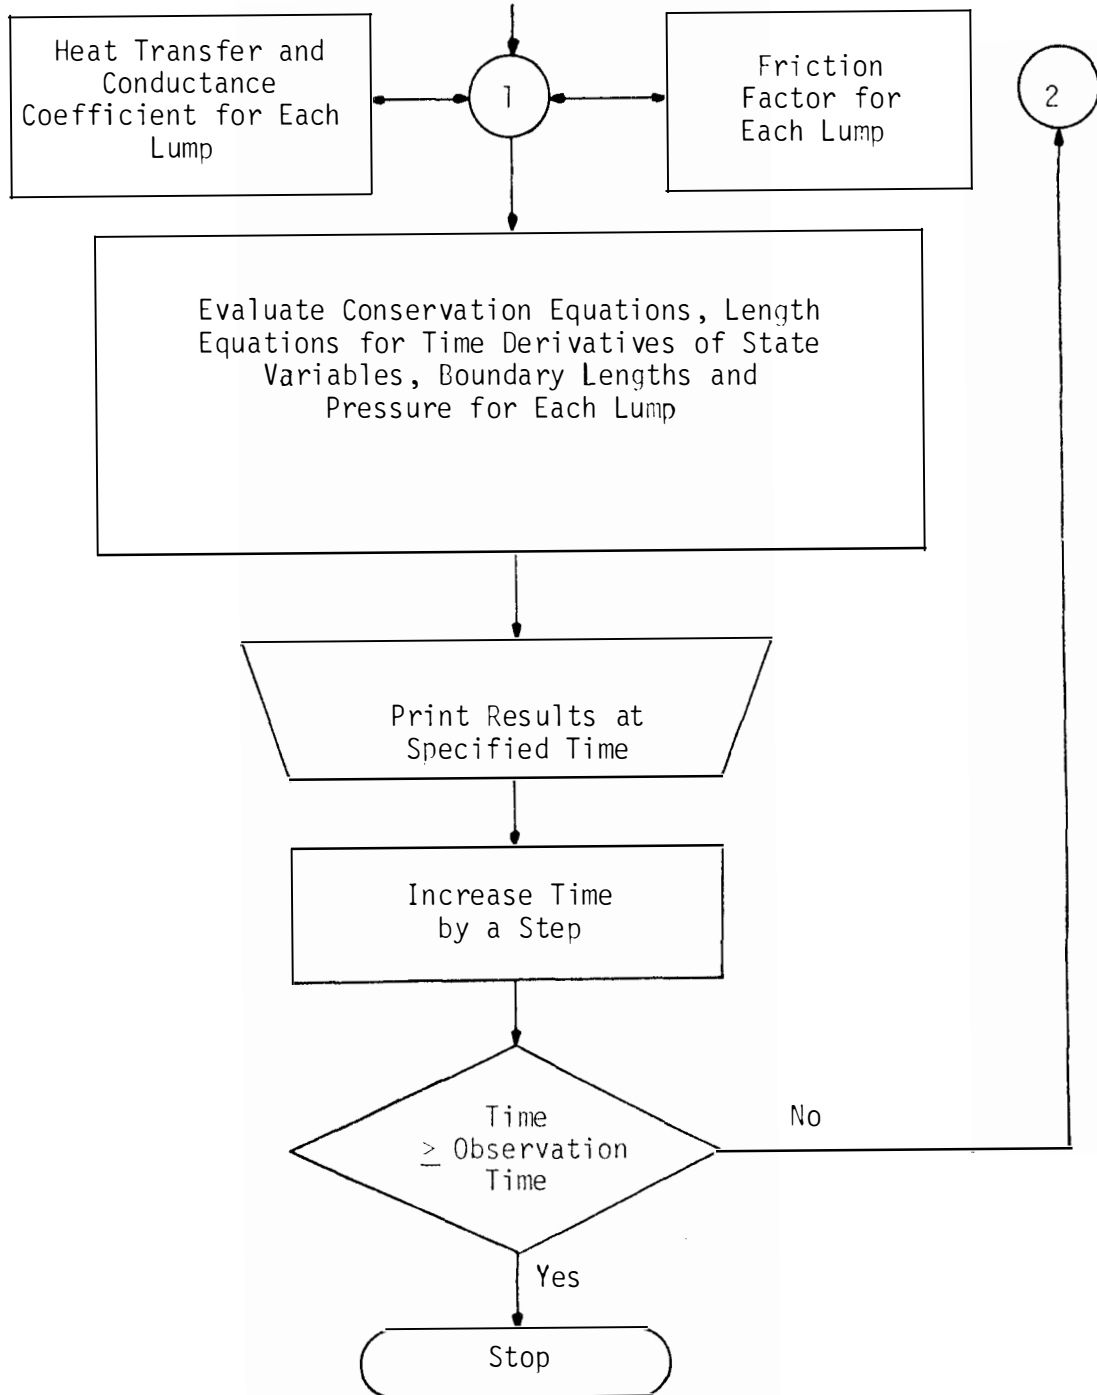 Heat Transfer and
Conductance
Coefficient for Each
Lump
1
Friction
Factor for
Each Lump
2
Evaluate Conservation Equations, Length
Equations for Time Derivatives of State
Variables, Boundary Lengths and
Pressure for Each Lump
Print Results at
Specified Time
Increase Time
by a Step
Time
≥ Observation
Time
No
Yes
Stop